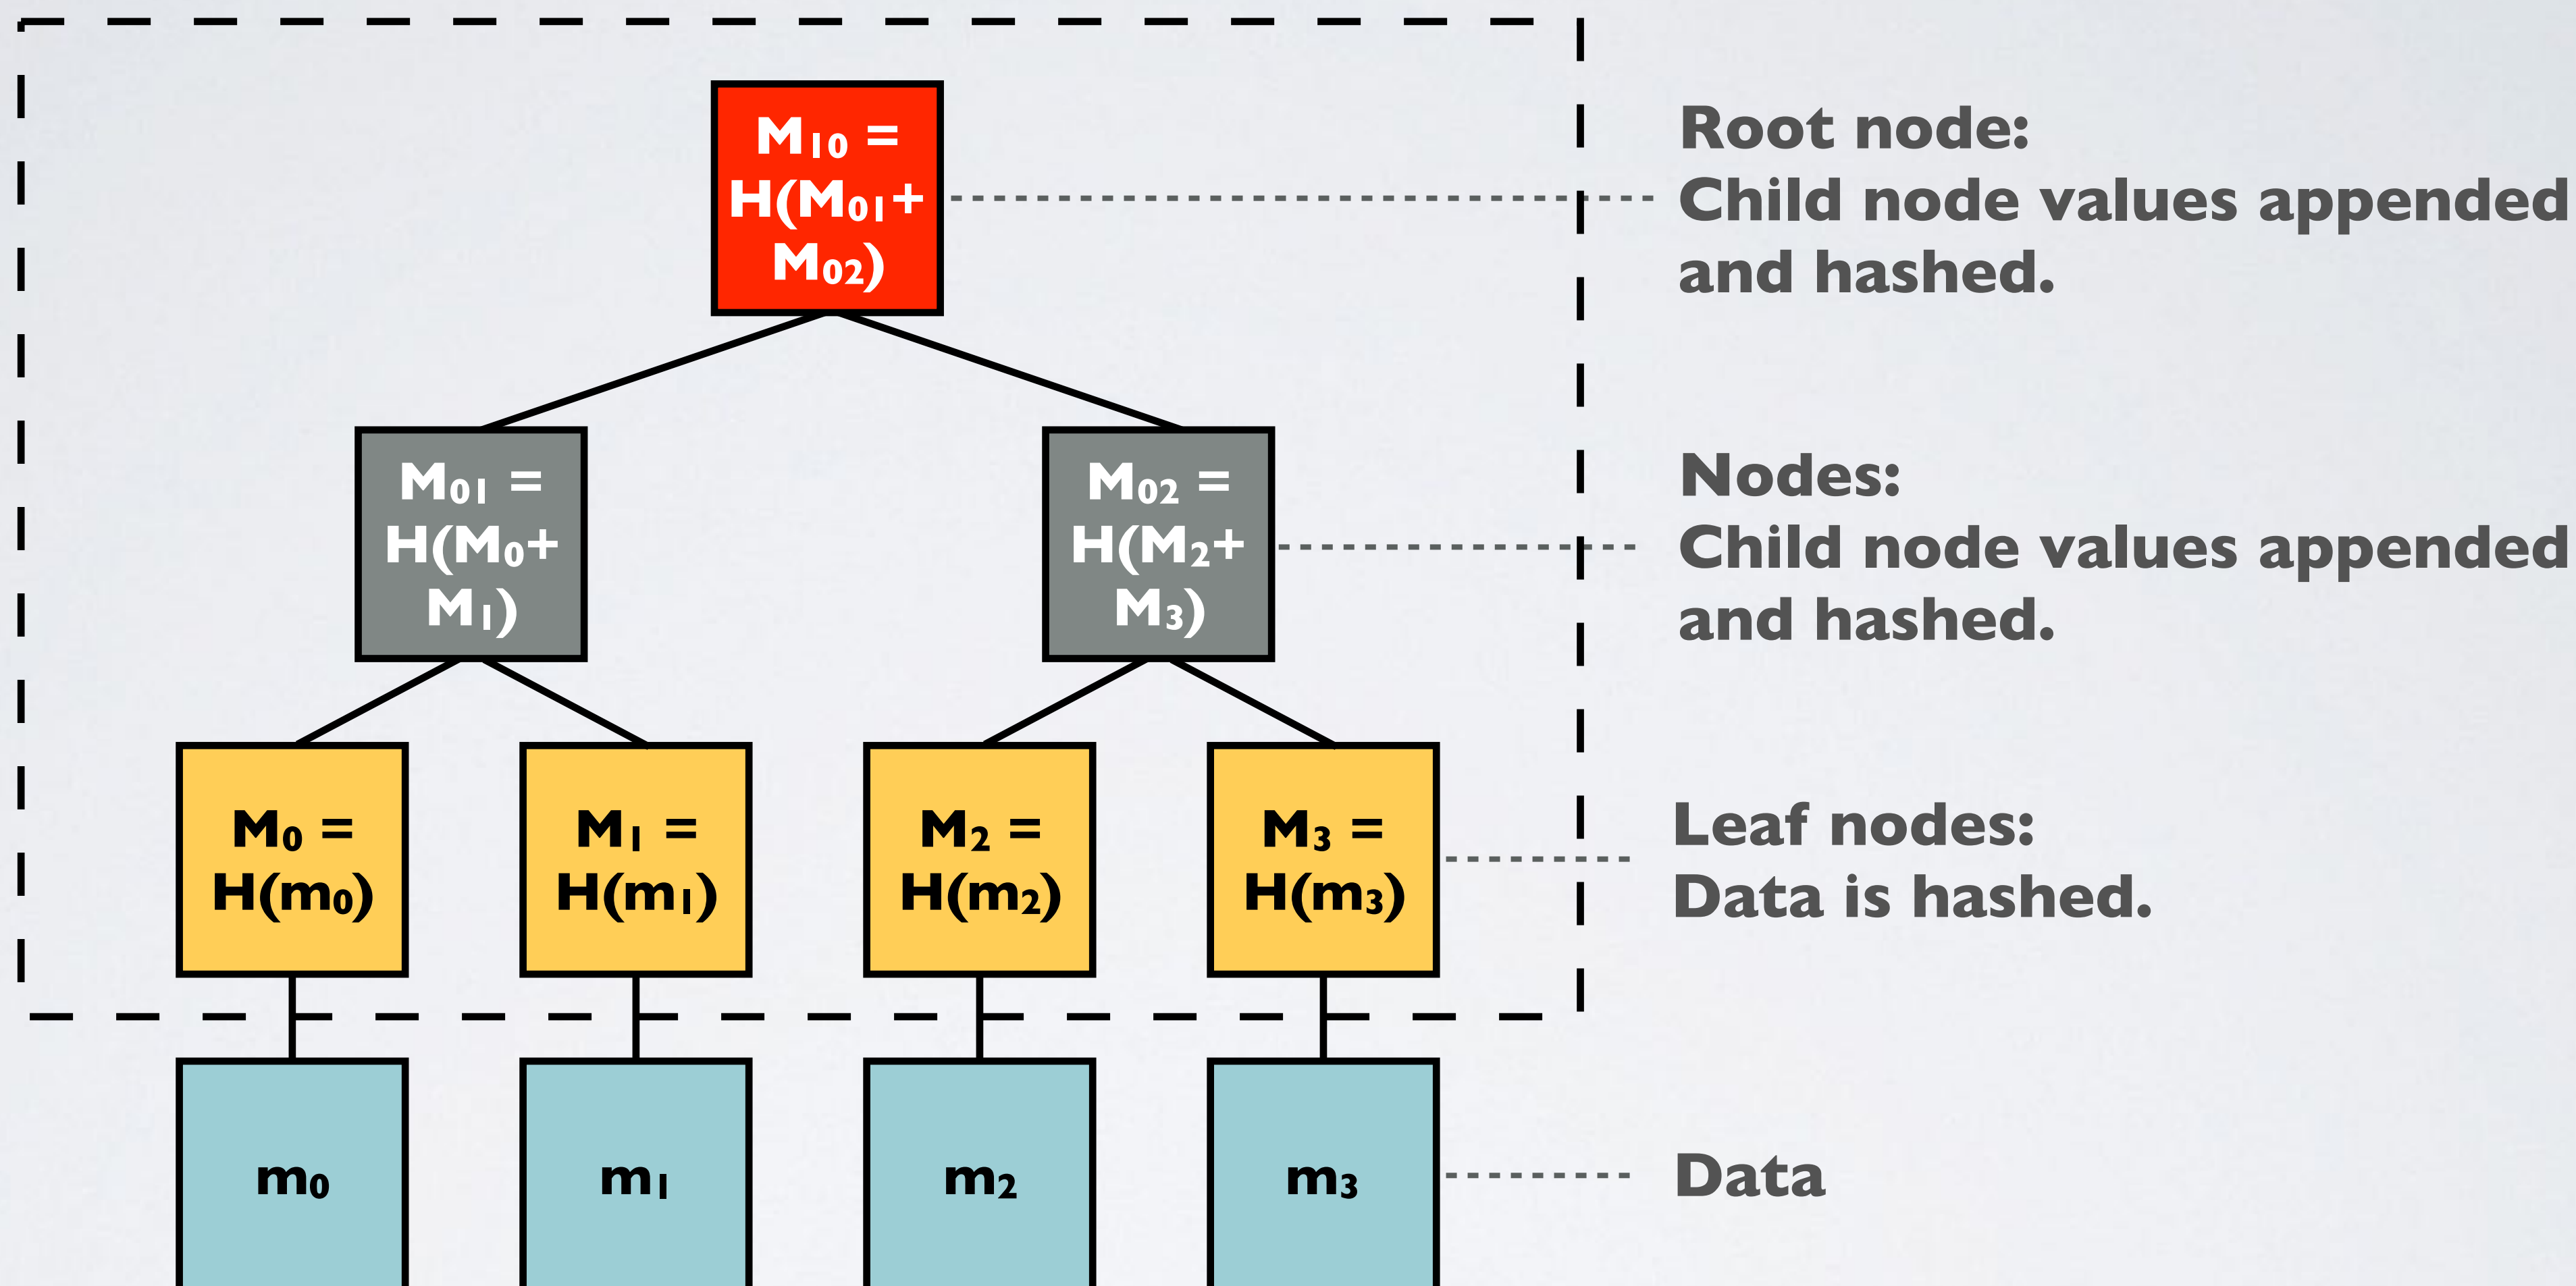 M₁₀ =
H(M₀₁+
M₀₂)
Root node:
Child node values appended
and hashed.
M₀₁ =
H(M₀+
M₁)
M₀₂ =
H(M₂+
M₃)
Nodes:
Child node values appended
and hashed.
M₀ =
H(m₀)
M₁ =
H(m₁)
M₂ =
H(m₂)
M₃ =
H(m₃)
Leaf nodes:
Data is hashed.
m₀
m₁
m₂
m₃
Data